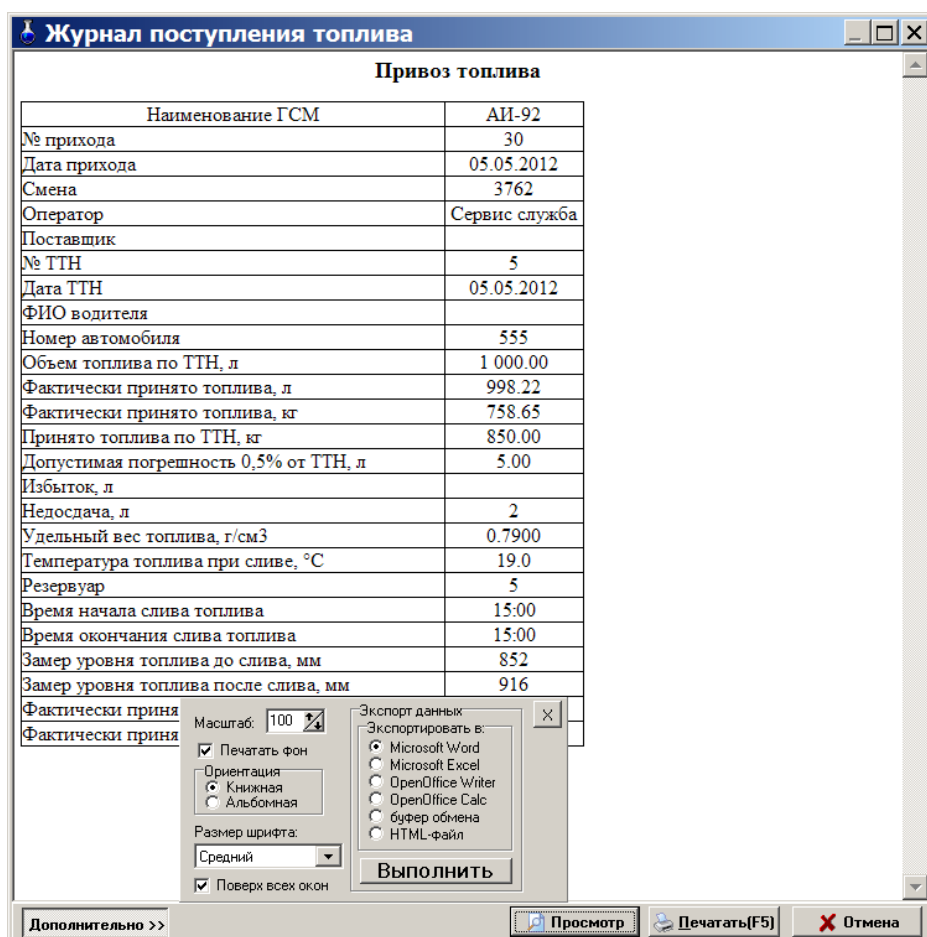 Журнал поступления топлива
Привоз топлива
Наименование ГСМ АИ-92
№ прихода 30
Дата прихода 05.05.2012
Смена 3762
Оператор Сервис служба
Поставщик
№ ТТН 5
Дата ТТН 05.05.2012
ФИО водителя
Номер автомобиля 555
Объем топлива по ТТН, л 1 000.00
Фактически принято топлива, л 998.22
Фактически принято топлива, кг 758.65
Принято топлива по ТТН, кг 850.00
Допустимая погрешность 0,5% от ТТН, л 5.00
Избыток, л
Недосдача, л 2
Удельный вес топлива, г/см3 0.7900
Температура топлива при сливе, °С 19.0
Резервуар 5
Время начала слива топлива 15:00
Время окончания слива топлива 15:00
Замер уровня топлива до слива, мм 852
Замер уровня топлива после слива, мм 916
Фактически приня
Фактически приня
Масштаб: 100
Печатать фон
Ориентация
Книжная
Альбомная
Размер шрифта:
Средний
Поверх всех окон
Экспорт данных
Экспортировать в:
Microsoft Word
Microsoft Excel
OpenOffice Writer
OpenOffice Calc
буфер обмена
HTML-файл
Выполнить
Дополнительно >>
Просмотр
Печатать(F5)
Отмена